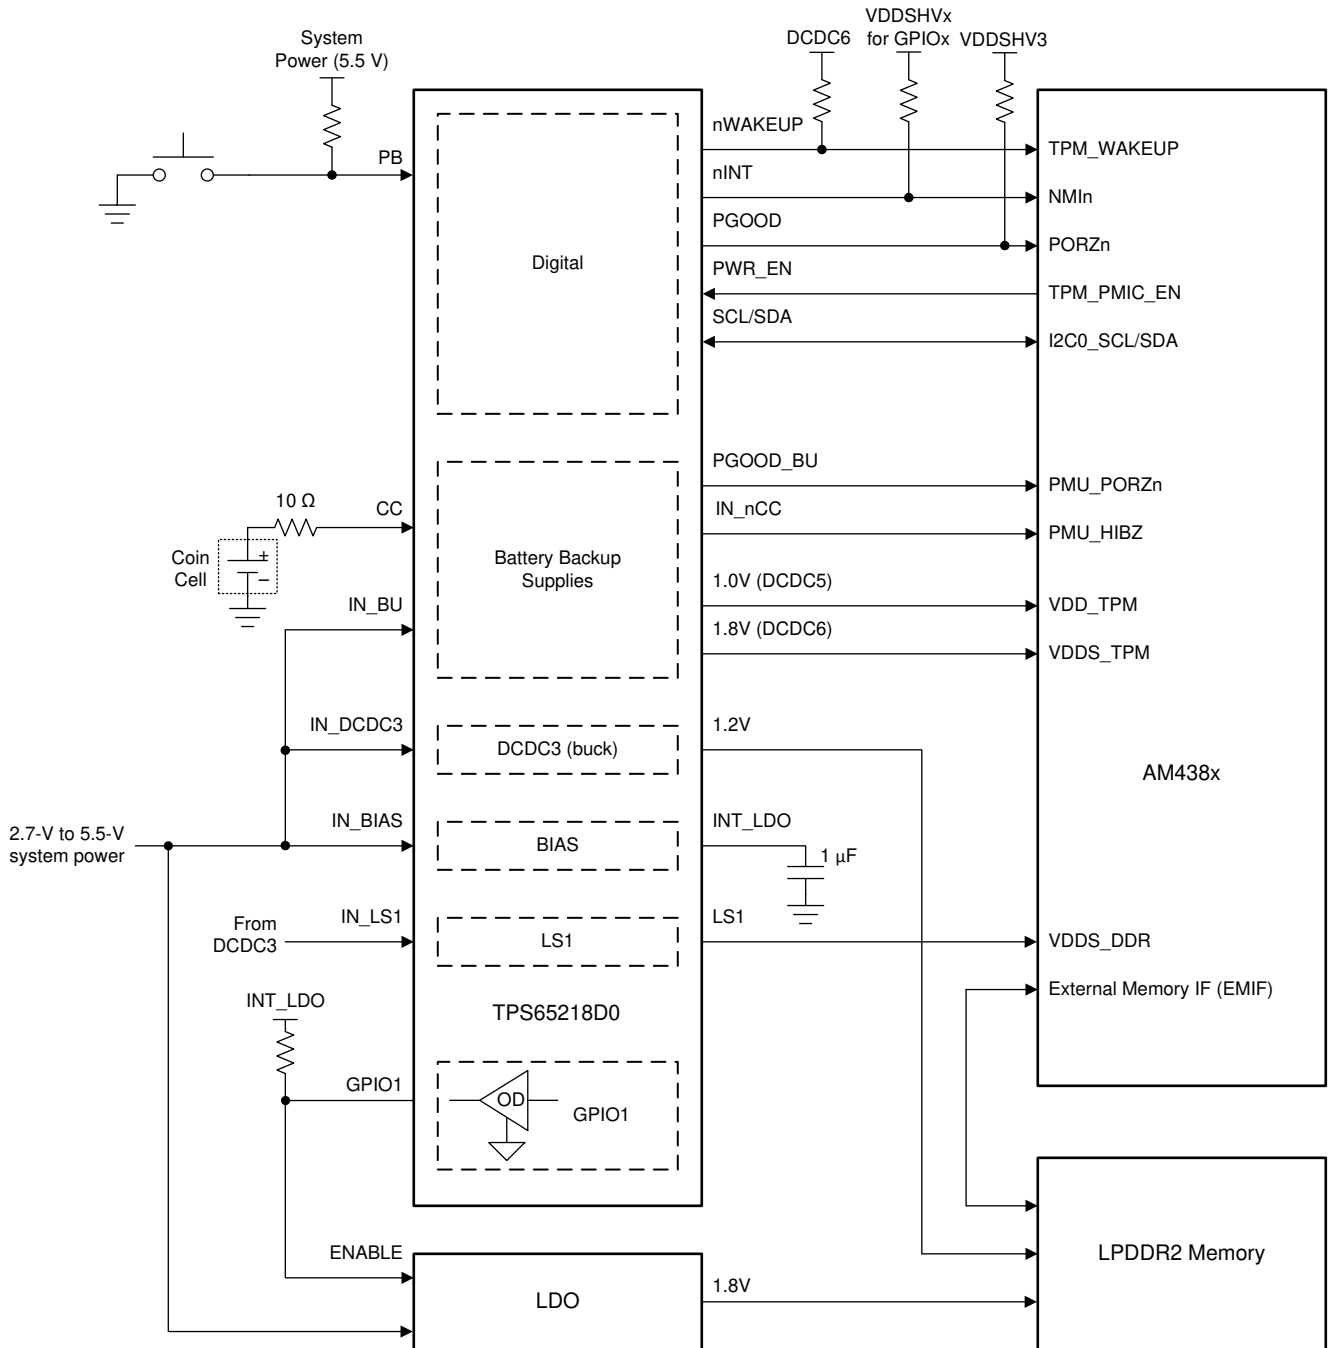 System
Power (5.5 V)
DCDC6
VDDSHVx
for GPIOx
VDDSHV3
PB
Digital
nWAKEUP
TPM_WAKEUP
nINT
NMIn
PGOOD
PORZn
PWR_EN
TPM_PMIC_EN
SCL/SDA
I2C0_SCL/SDA
10 Ω
CC
Coin
Cell
+
−
Battery Backup
Supplies
PGOOD_BU
PMU_PORZn
IN_nCC
PMU_HIBZ
IN_BU
1.0V (DCDC5)
VDD_TPM
1.8V (DCDC6)
VDDS_TPM
IN_DCDC3
DCDC3 (buck)
1.2V
AM438x
2.7-V to 5.5-V
system power
IN_BIAS
BIAS
INT_LDO
1 µF
From
DCDC3
IN_LS1
LS1
LS1
VDDS_DDR
External Memory IF (EMIF)
TPS65218D0
INT_LDO
GPIO1
OD
GPIO1
ENABLE
LDO
1.8V
LPDDR2 Memory